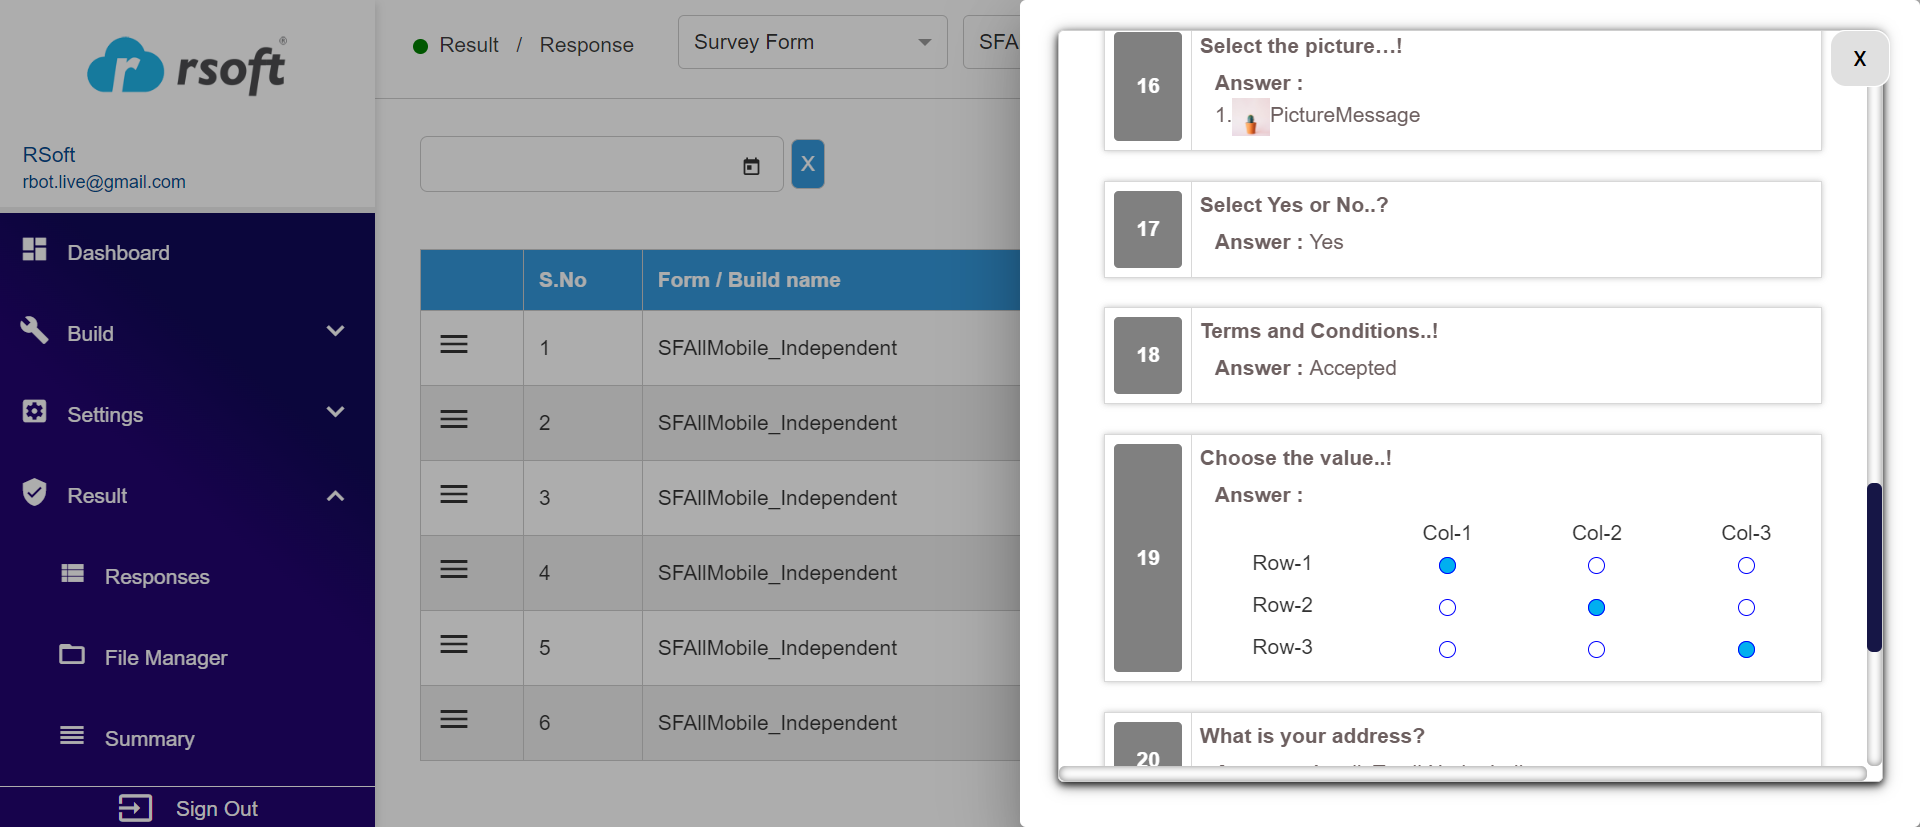 rsoft®
RSoft
rbot.live@gmail.com
Dashboard
Build
Settings
Result
Responses
File Manager
Summary
Sign Out
Result / Response
Survey Form
SFA
X
S.No Form / Build name
1 SFAllMobile_Independent
2 SFAllMobile_Independent
3 SFAllMobile_Independent
4 SFAllMobile_Independent
5 SFAllMobile_Independent
6 SFAllMobile_Independent
X
16
Select the picture...!
Answer :
1. PictureMessage
17
Select Yes or No..?
Answer : Yes
18
Terms and Conditions..!
Answer : Accepted
19
Choose the value..!
Answer :
Col-1 Col-2 Col-3
Row-1
Row-2
Row-3
20
What is your address?